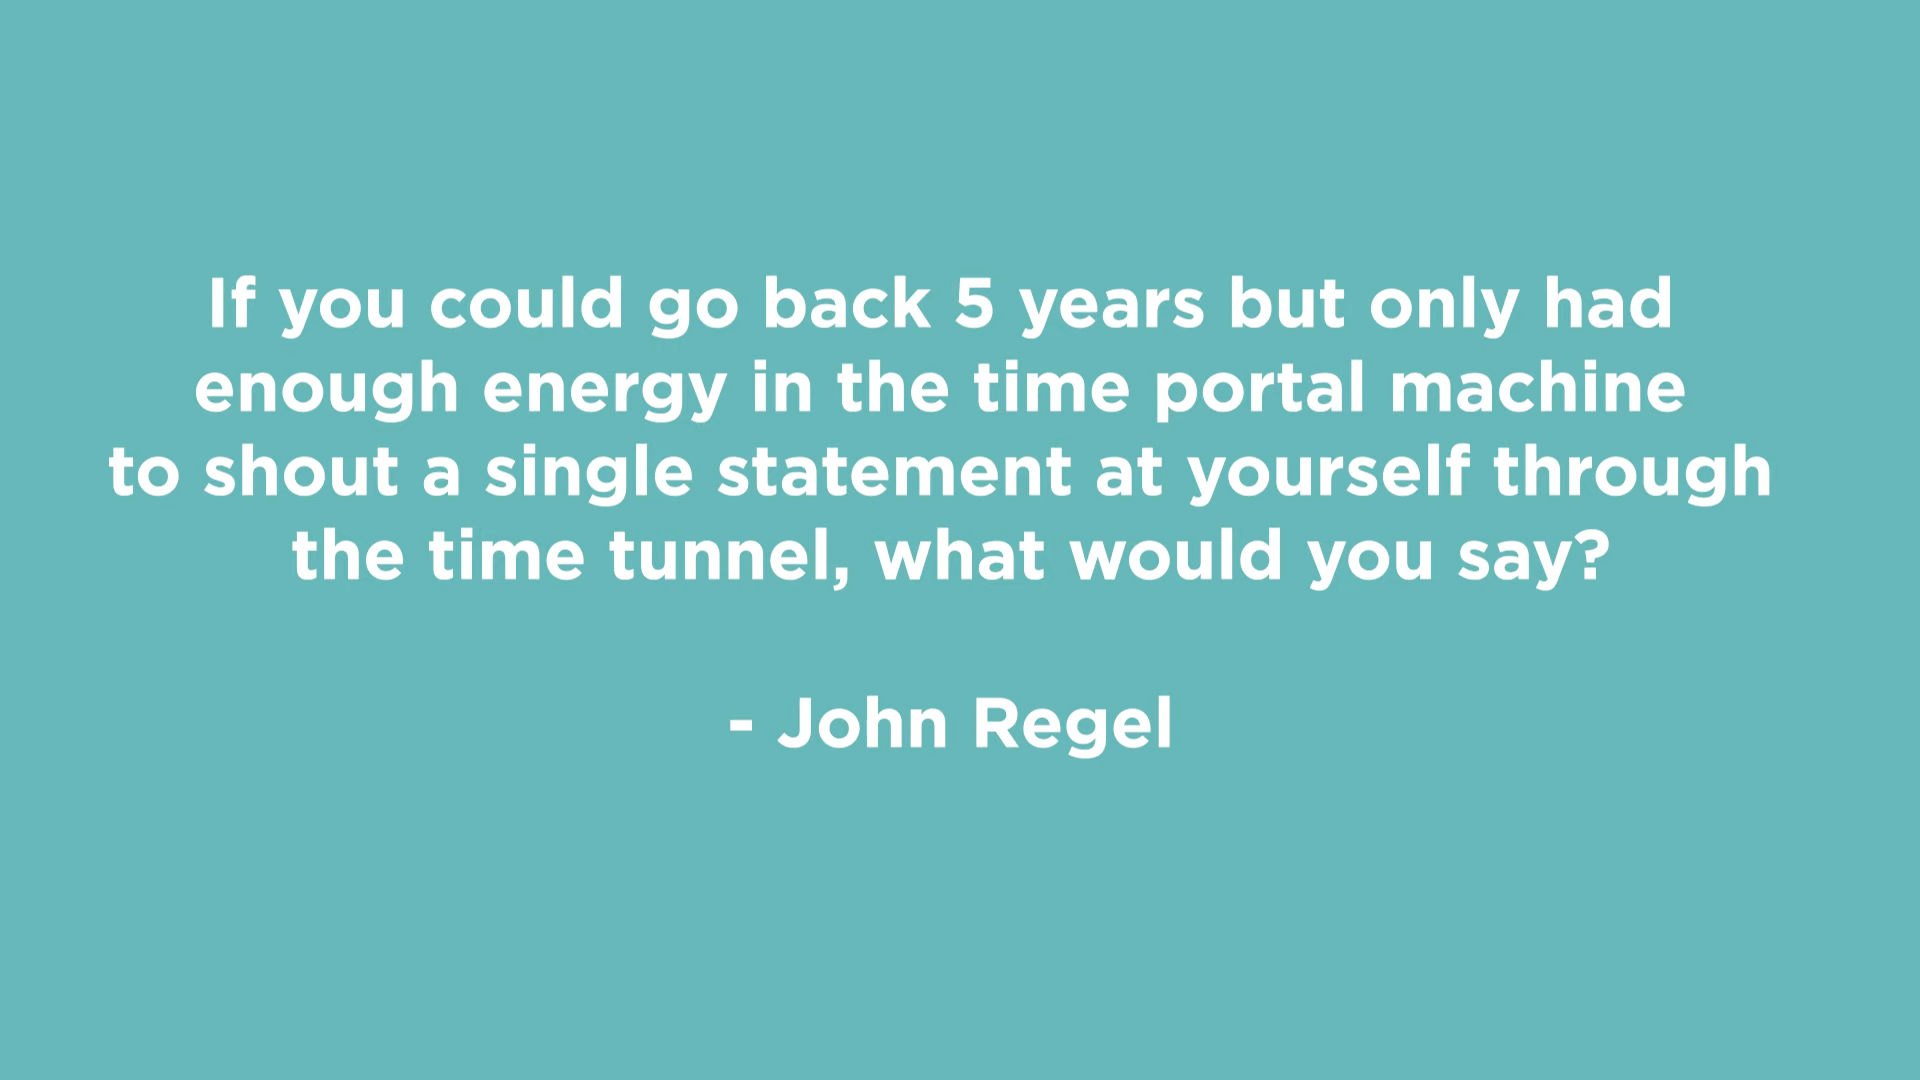 If you could go back 5 years but only had
enough energy in the time portal machine
to shout a single statement at yourself through
the time tunnel, what would you say?
- John Regel